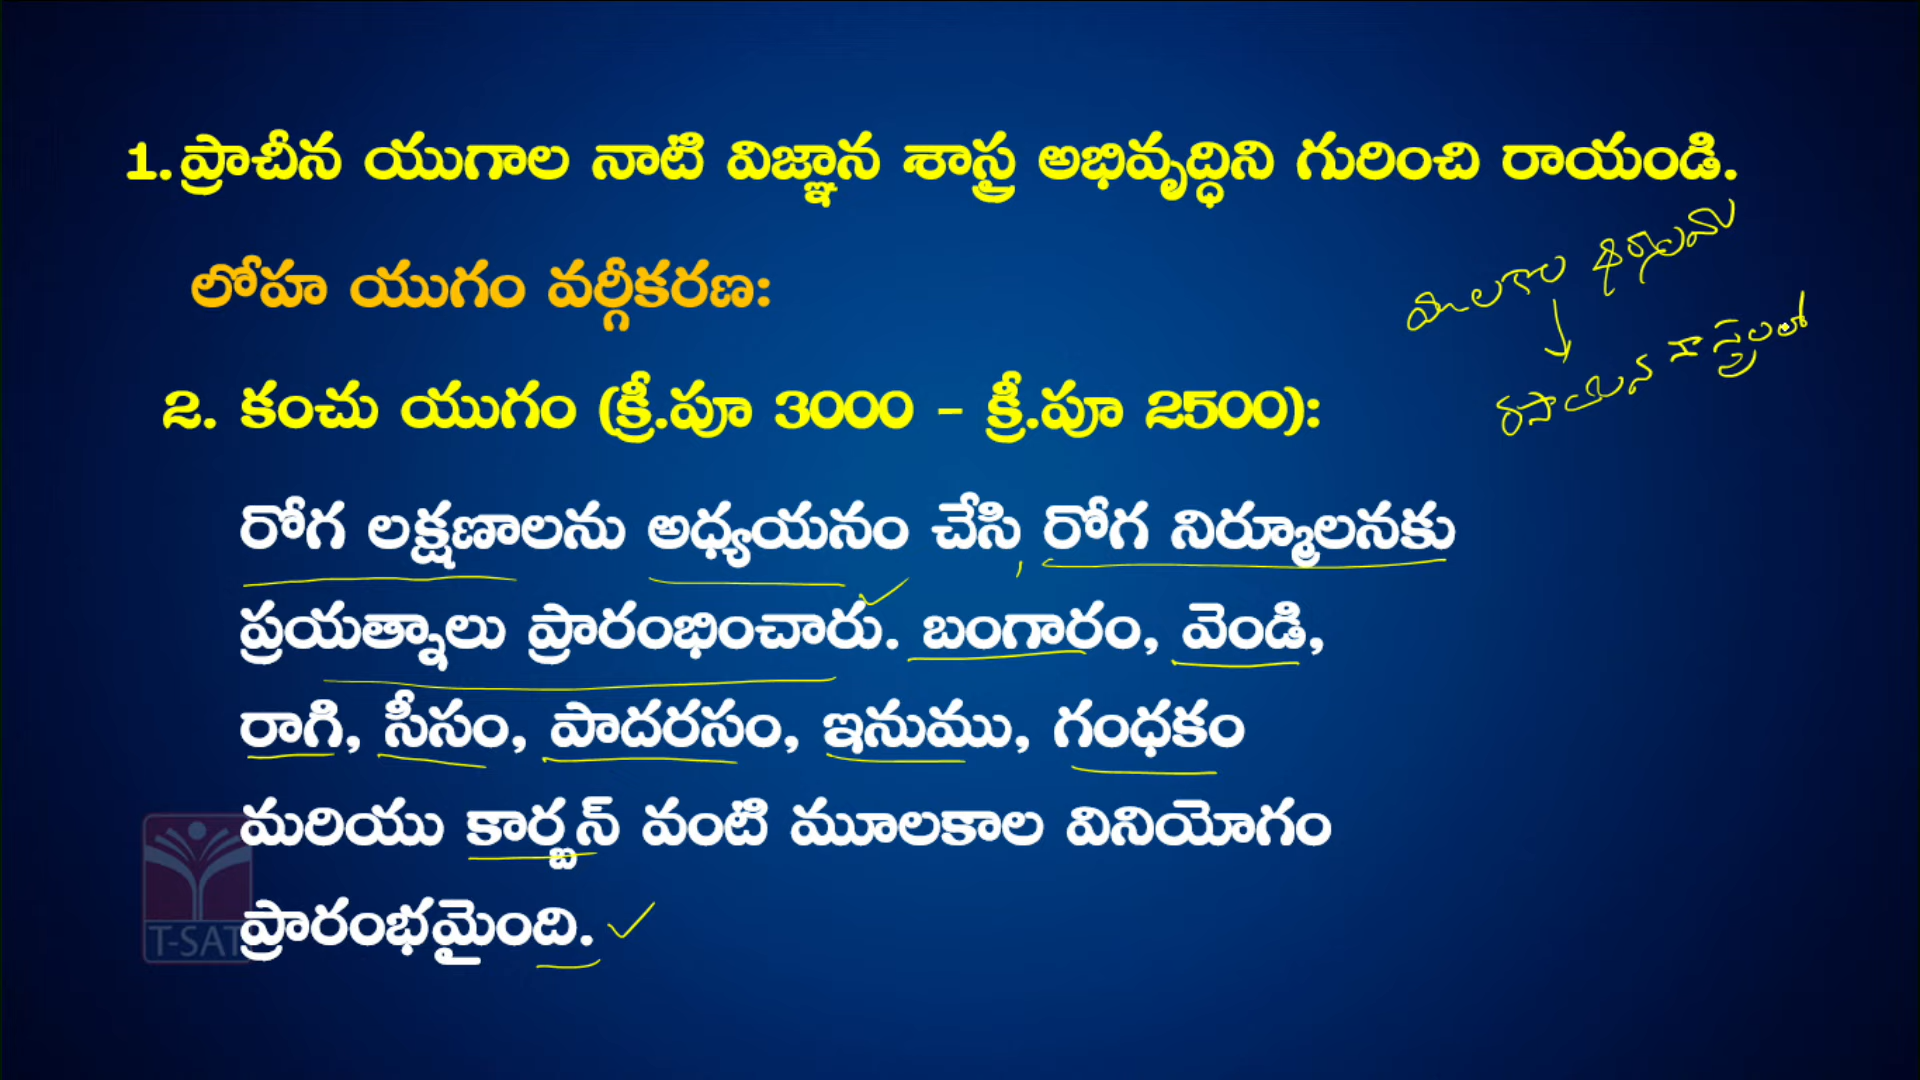 1. ప్రాచీన యుగాల నాటి విజ్ఞాన శాస్త్ర అభివృద్ధిని గురించి రాయండి.
లోహ యుగం వర్గీకరణ:
2. కంచు యుగం (క్రీ.పూ 3000 - క్రీ.పూ 2500):
రోగ లక్షణాలను అధ్యయనం చేసి, రోగ నిర్మూలనకు
ప్రయత్నాలు ప్రారంభించారు. బంగారం, వెండి,
రాగి, సీసం, పాదరసం, ఇనుము, గంధకం
మరియు కార్బన్ వంటి మూలకాల వినియోగం
ప్రారంభమైంది.
T-SAT